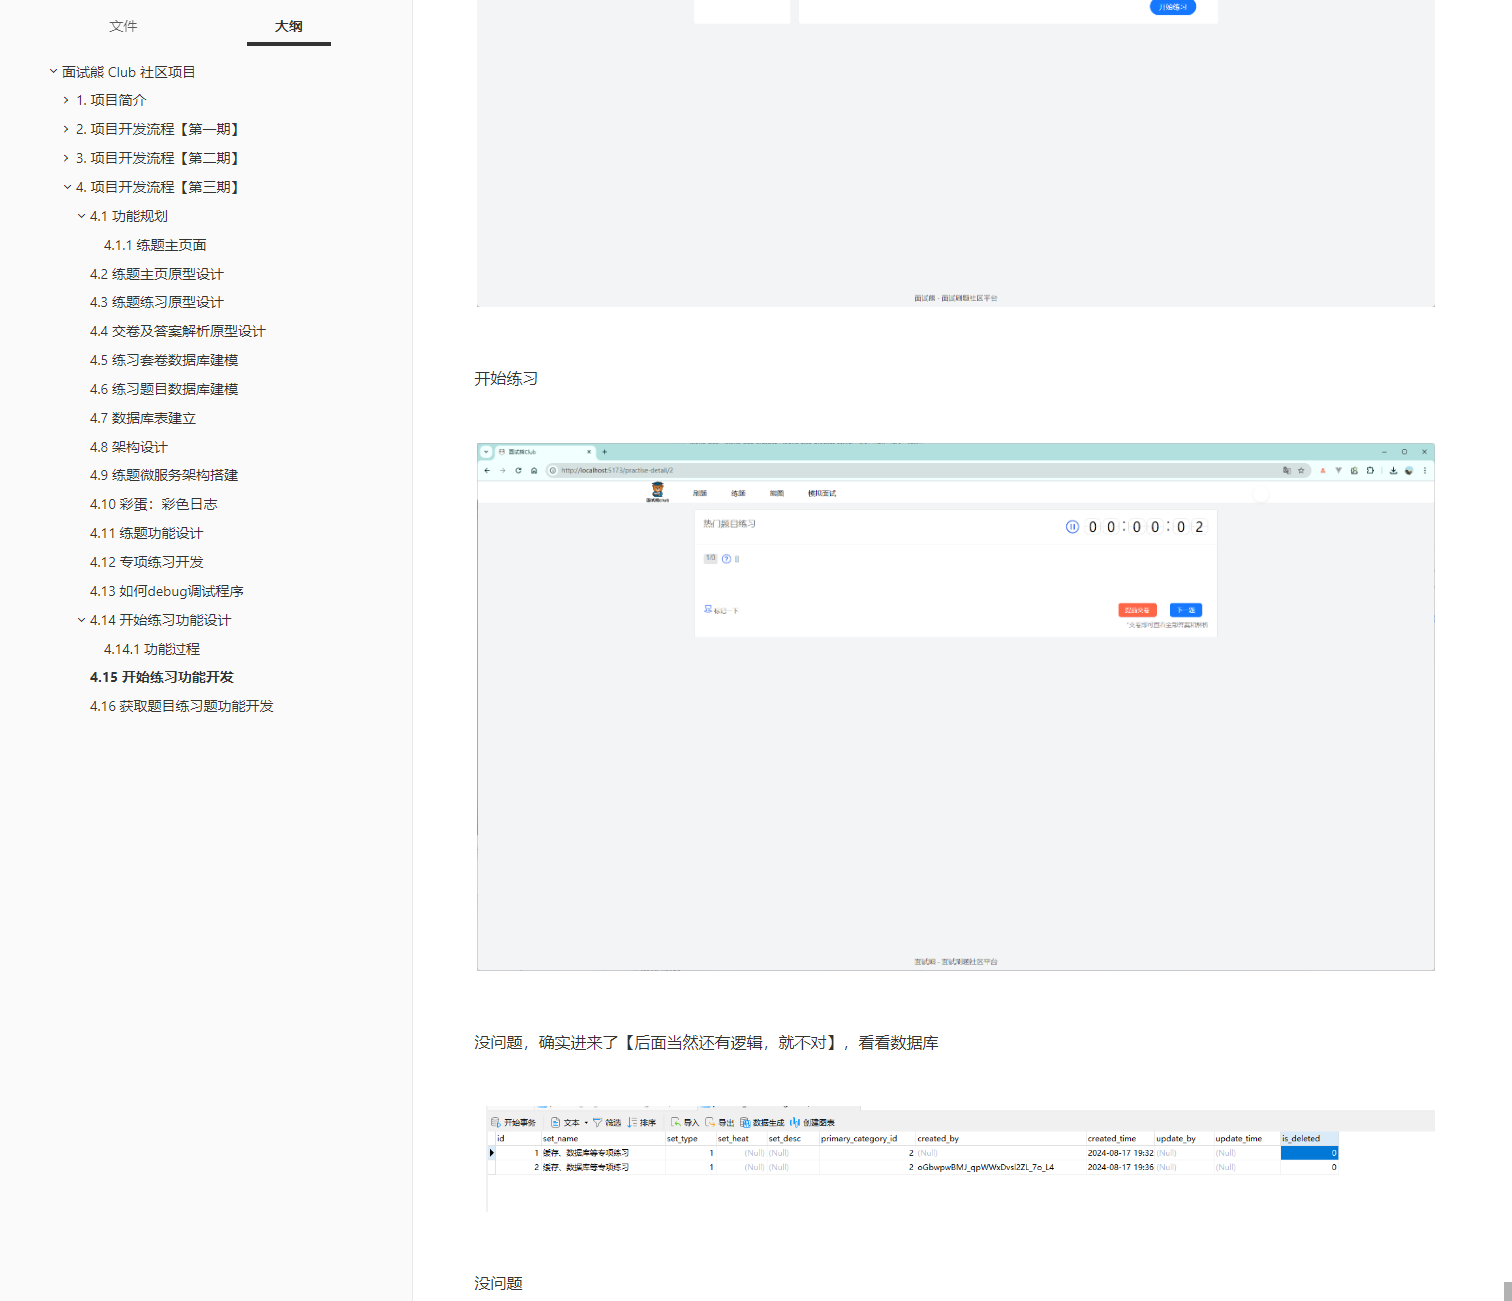 文件
大纲
面试熊 Club 社区项目
1. 项目简介
2. 项目开发流程【第一期】
3. 项目开发流程【第二期】
4. 项目开发流程【第三期】
4.1 功能规划
4.1.1 练题主页面
4.2 练题主页原型设计
4.3 练题练习原型设计
4.4 交卷及答案解析原型设计
4.5 练习套卷数据库建模
4.6 练习题目数据库建模
4.7 数据库表建立
4.8 架构设计
4.9 练题微服务架构搭建
4.10 彩蛋：彩色日志
4.11 练题功能设计
4.12 专项练习开发
4.13 如何debug调试程序
4.14 开始练习功能设计
4.14.1 功能过程
4.15 开始练习功能开发
4.16 获取题目练习题功能开发
开始练习
面试熊 - 面试刷题社区平台
开始练习
面试熊Club
http://localhost:5173/practise-detail/2
刷题 练题 模拟面试
热门题目练习
00:00:02
1/0
标记一下
提前交卷 下一题
面试熊 - 面试刷题社区平台
没问题，确实进来了【后面当然还有逻辑，就不对】，看看数据库
开始事务 文本 筛选 排序 导入 导出 数据生成 创建图表
id set_name set_type set_heat set_desc primary_category_id created_by created_time update_by update_time is_deleted
1 缓存、数据库等专项练习 1 (Null) (Null) 2 (Null) 2024-08-17 19:32 (Null) (Null) 0
2 缓存、数据库等专项练习 1 (Null) (Null) 2 oGbwpwBMJ_qpWWxDvsl2ZL_7o_L4 2024-08-17 19:36 (Null) (Null) 0
没问题